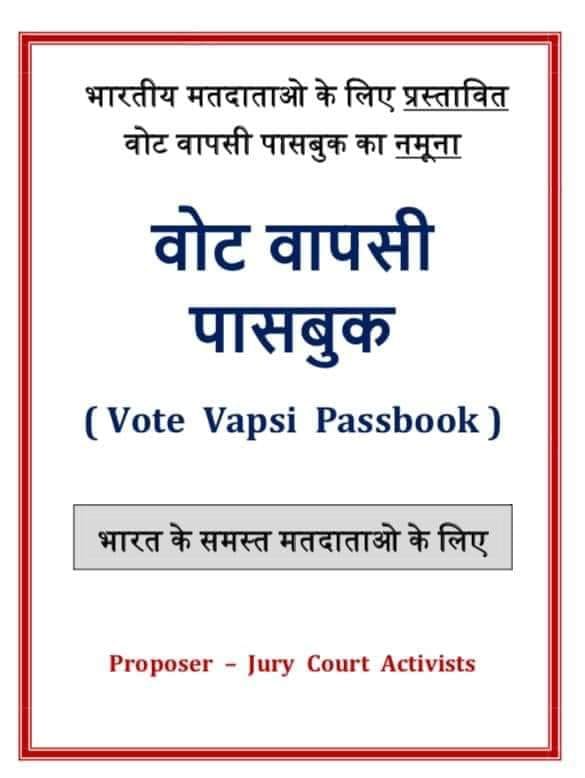 भारतीय मतदाताओ के लिए प्रस्तावित
वोट वापसी पासबुक का नमूना
वोट वापसी
पासबुक
( Vote Vapsi Passbook )
भारत के समस्त मतदाताओ के लिए
Proposer – Jury Court Activists